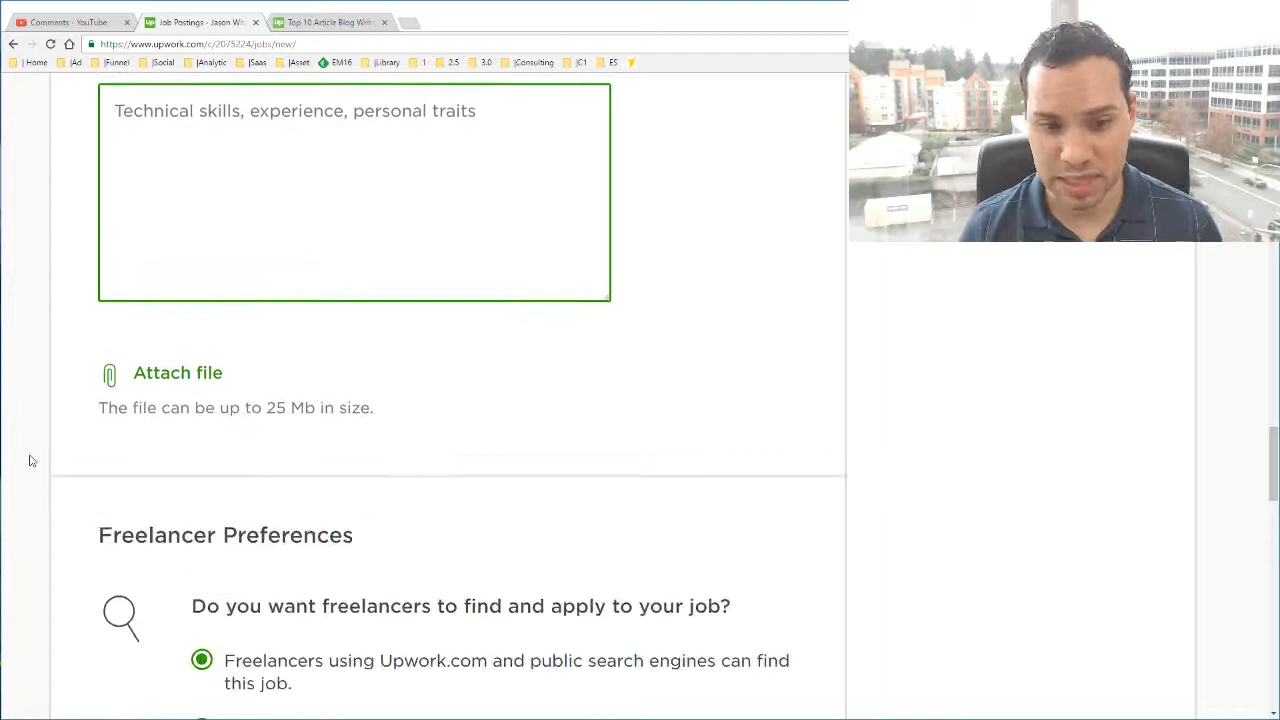 Comments - YouTube
Job Postings - Jason Wh
Top 10 Article Blog Write
https://www.upwork.com/c/2075224/jobs/new/
|Home |Ad |Funnel |Social |Analytic |Saas |Asset EM16 |Library 1 2.5 3.0 |Consulting |C1 ES
Technical skills, experience, personal traits
Attach file
The file can be up to 25 Mb in size.
Freelancer Preferences
Do you want freelancers to find and apply to your job?
Freelancers using Upwork.com and public search engines can find
this job.